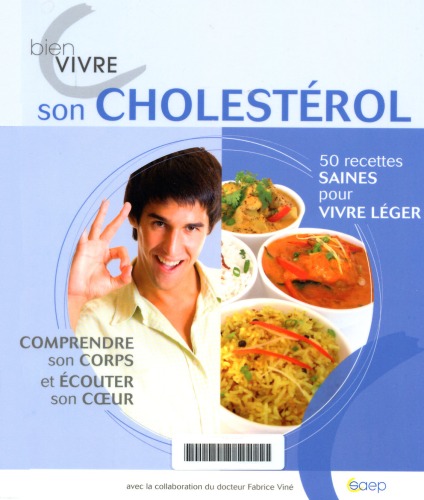 bien
VIVRE
son CHOLESTÉROL
50 recettes
SAINES
pour
VIVRE LÉGER
COMPRENDRE
son CORPS
et ÉCOUTER
son CŒUR
avec la collaboration du docteur Fabrice Viné
saep